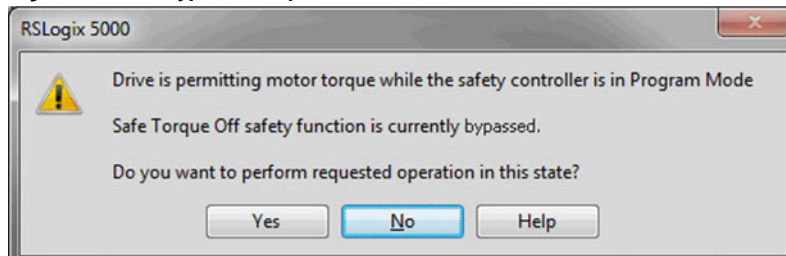 RSLogix 5000
Drive is permitting motor torque while the safety controller is in Program Mode
Safe Torque Off safety function is currently bypassed.
Do you want to perform requested operation in this state?
Yes No Help